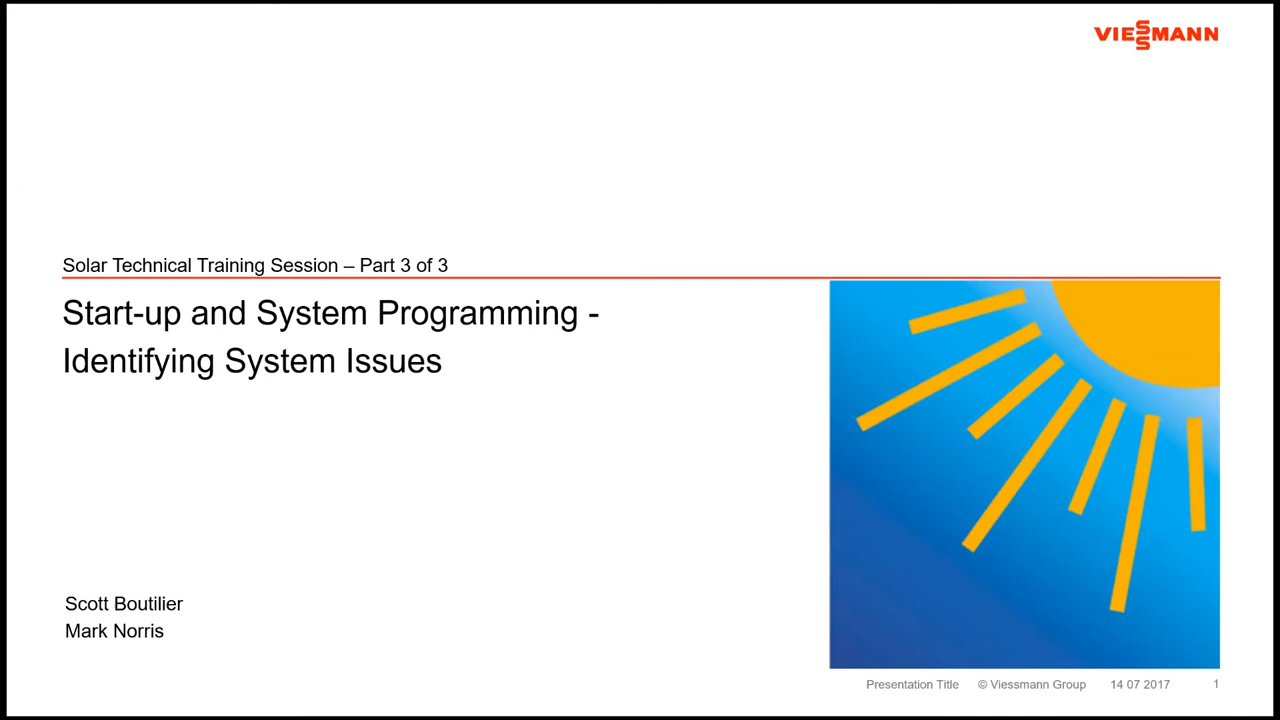 VIESSMANN
Solar Technical Training Session – Part 3 of 3
Start-up and System Programming -
Identifying System Issues
Scott Boutilier
Mark Norris
Presentation Title © Viessmann Group 14 07 2017 1